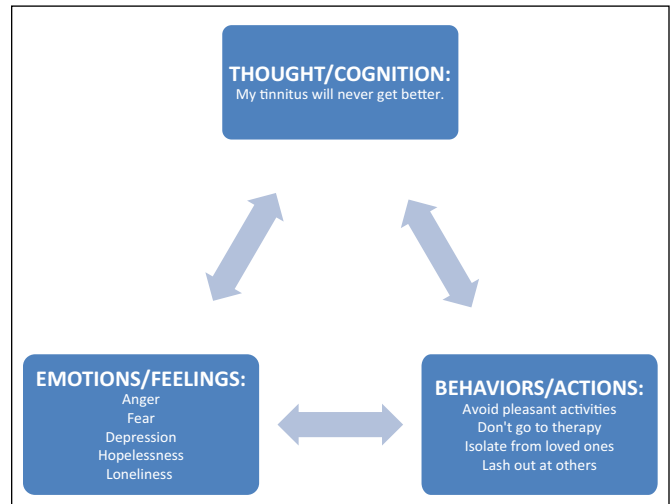 THOUGHT/COGNITION:
My tinnitus will never get better.
EMOTIONS/FEELINGS:
Anger
Fear
Depression
Hopelessness
Loneliness
BEHAVIORS/ACTIONS:
Avoid pleasant activities
Don't go to therapy
Isolate from loved ones
Lash out at others